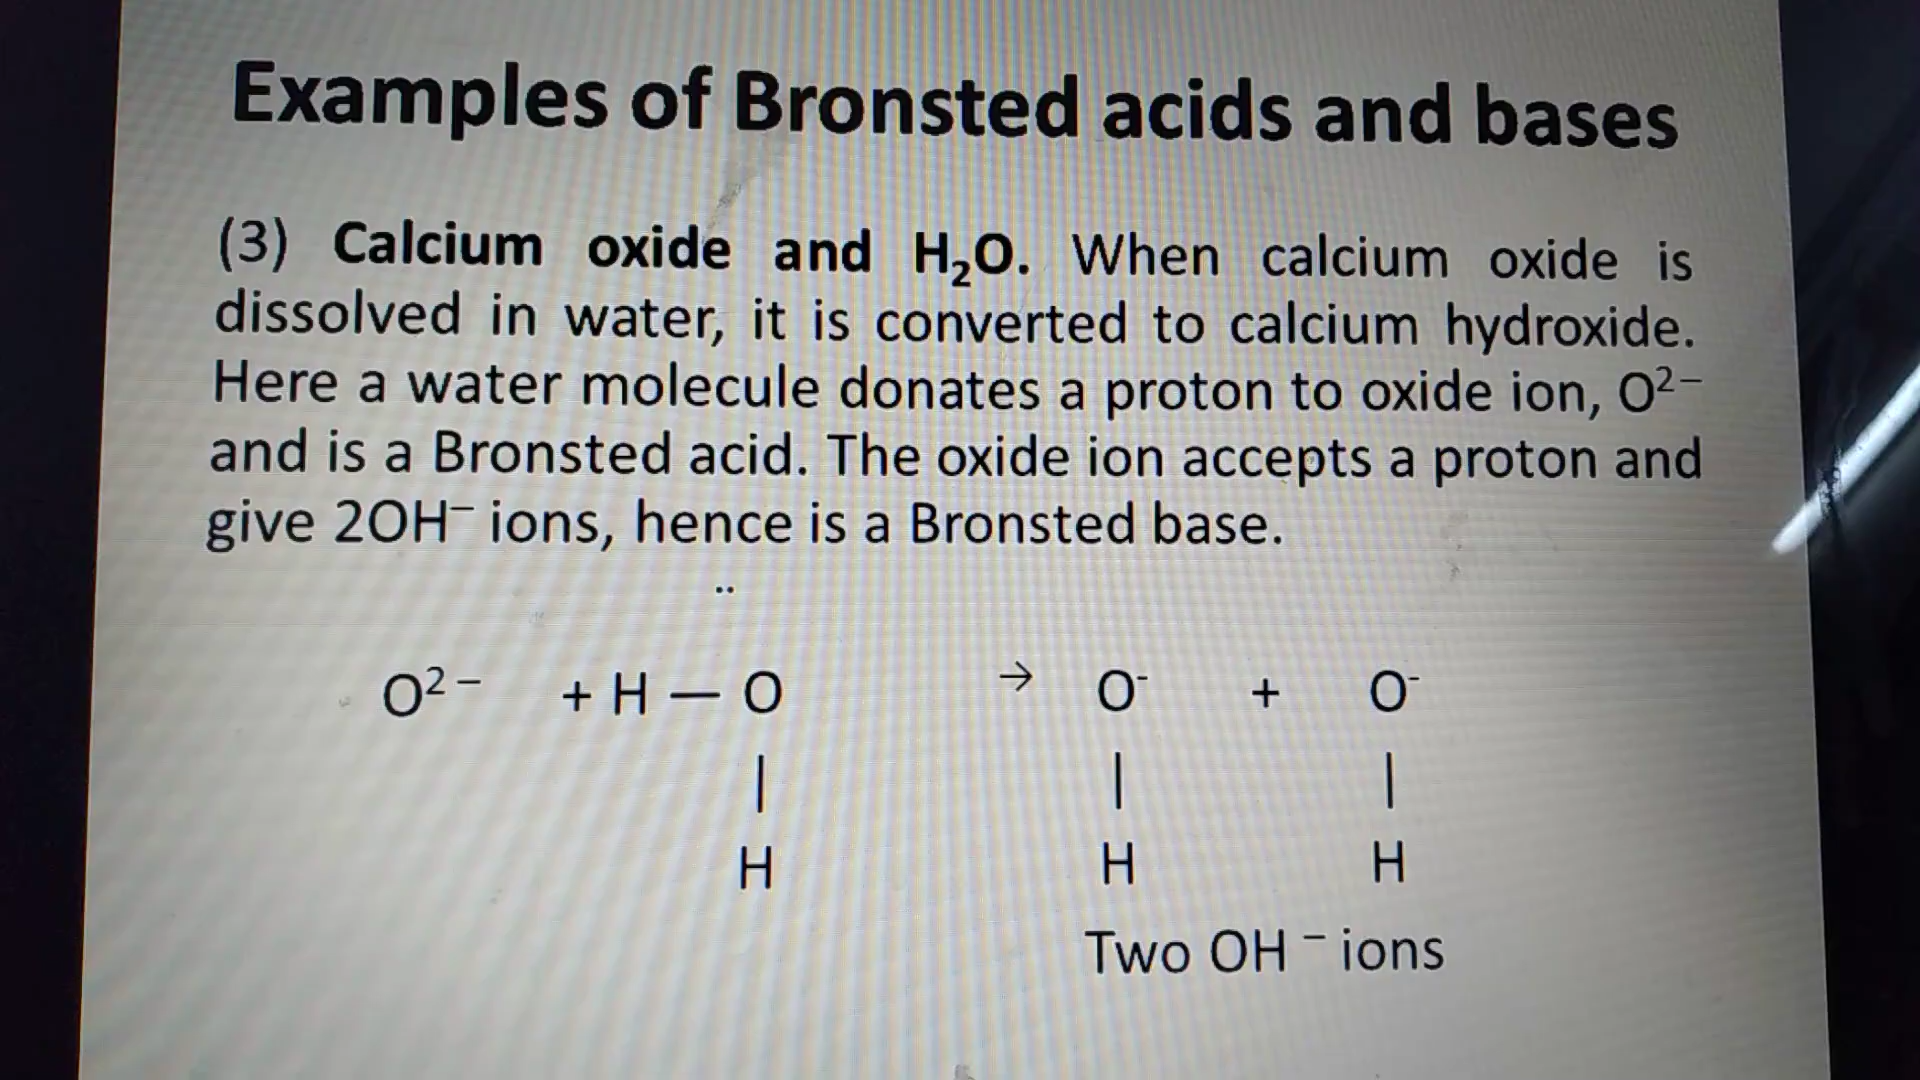 Examples of Bronsted acids and bases
(3) Calcium oxide and H₂O. When calcium oxide is
dissolved in water, it is converted to calcium hydroxide.
Here a water molecule donates a proton to oxide ion, O²⁻
and is a Bronsted acid. The oxide ion accepts a proton and
give 2OH⁻ ions, hence is a Bronsted base.
..
O²⁻ + H — O → O⁻ + O⁻
| | |
H H H
Two OH⁻ ions